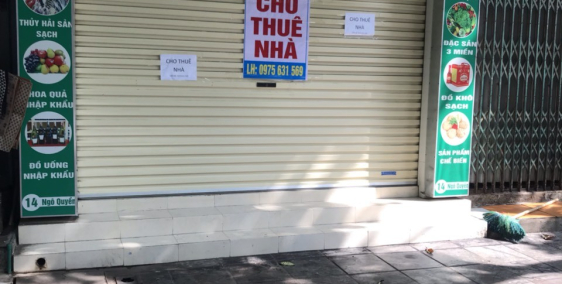 THỦY HẢI SẢN
SẠCH
HOA QUẢ
NHẬP KHẨU
ĐỒ UỐNG
NHẬP KHẨU
14 Ngô Quyền
CHO THUÊ
NHÀ
CHO
THUÊ
NHÀ
LH: 0975 631 569
CHO THUÊ
NHÀ
ĐẶC SẢN
3 MIỀN
ĐỒ KHÔ
SẠCH
SẢN PHẨM
CHẾ BIẾN
14 Ngô Quyền